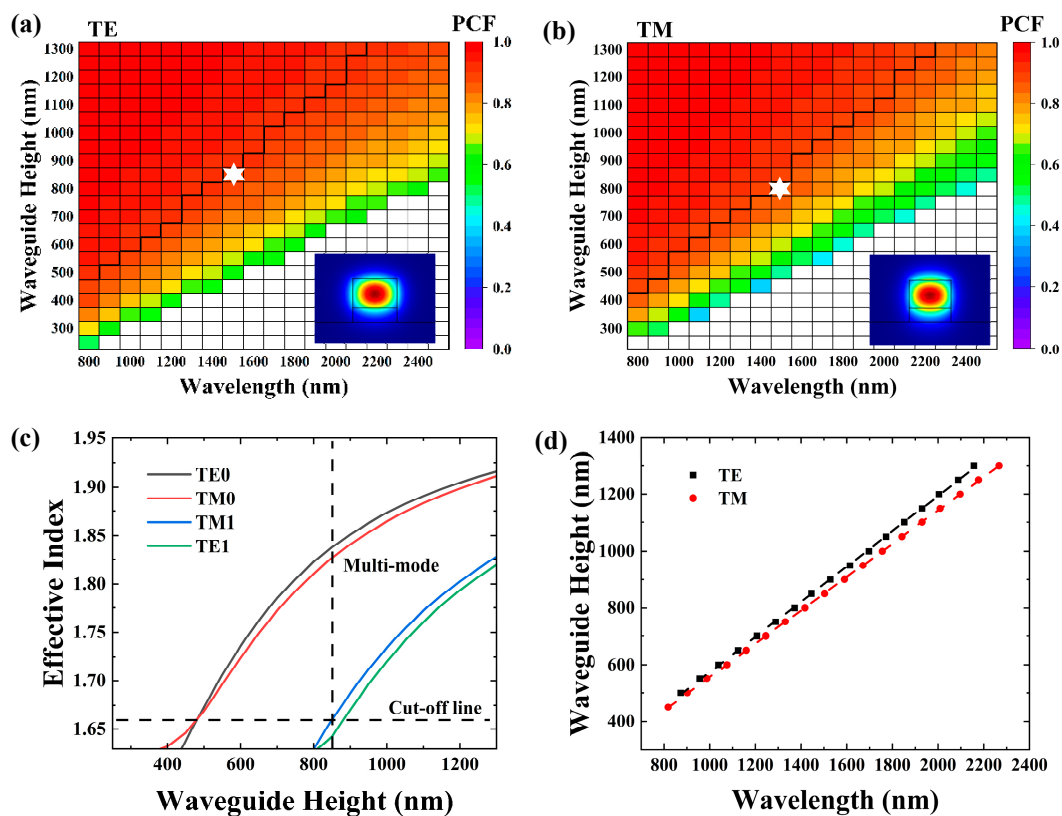 (a) TE PCF
1300
1200
1100
1000
900
800
700
600
500
400
300
Waveguide Height (nm)
800 1000 1200 1400 1600 1800 2000 2200 2400
Wavelength (nm)
1.0
0.8
0.6
0.4
0.2
0.0
(b) TM PCF
1300
1200
1100
1000
900
800
700
600
500
400
300
Waveguide Height (nm)
800 1000 1200 1400 1600 1800 2000 2200 2400
Wavelength (nm)
1.0
0.8
0.6
0.4
0.2
0.0
(c)
1.95
1.90
1.85
1.80
1.75
1.70
1.65
Effective Index
TE0
TM0
TM1
TE1
Multi-mode
Cut-off line
400 600 800 1000 1200
Waveguide Height (nm)
(d)
1400
1200
1000
800
600
400
Waveguide Height (nm)
TE
TM
800 1000 1200 1400 1600 1800 2000 2200 2400
Wavelength (nm)